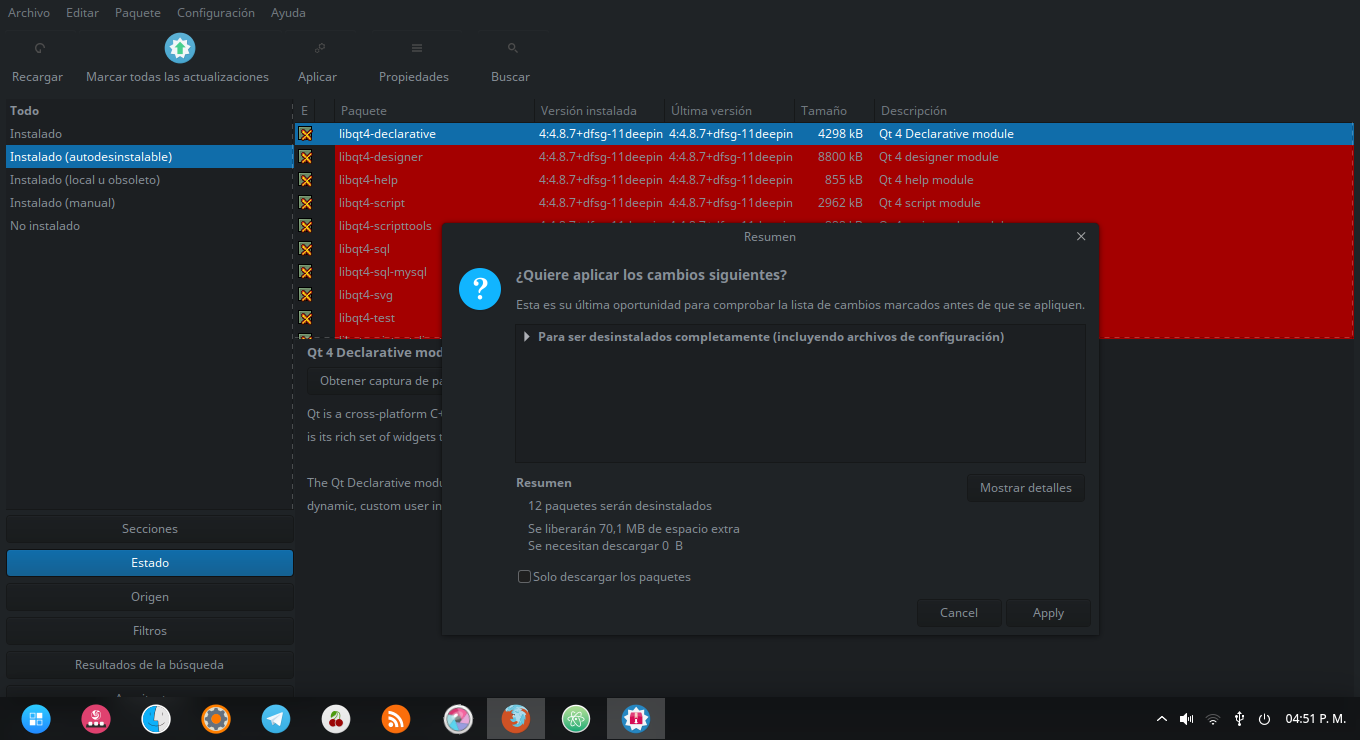 Archivo Editar Paquete Configuración Ayuda
Recargar Marcar todas las actualizaciones Aplicar Propiedades Buscar
Todo
Instalado
Instalado (autodesinstalable)
Instalado (local u obsoleto)
Instalado (manual)
No instalado
E Paquete Versión instalada Última versión Tamaño Descripción
libqt4-declarative 4:4.8.7+dfsg-11deepin 4:4.8.7+dfsg-11deepin 4298 kB Qt 4 Declarative module
libqt4-designer 4:4.8.7+dfsg-11deepin 4:4.8.7+dfsg-11deepin 8800 kB Qt 4 designer module
libqt4-help 4:4.8.7+dfsg-11deepin 4:4.8.7+dfsg-11deepin 855 kB Qt 4 help module
libqt4-script 4:4.8.7+dfsg-11deepin 4:4.8.7+dfsg-11deepin 2962 kB Qt 4 script module
libqt4-scripttools
libqt4-sql
libqt4-sql-mysql
libqt4-svg
libqt4-test
Qt 4 Declarative mod
Obtener captura de pa
Qt is a cross-platform C+
is its rich set of widgets t
The Qt Declarative modu
dynamic, custom user in
Resumen
¿Quiere aplicar los cambios siguientes?
Esta es su última oportunidad para comprobar la lista de cambios marcados antes de que se apliquen.
Para ser desinstalados completamente (incluyendo archivos de configuración)
Resumen
Mostrar detalles
12 paquetes serán desinstalados
Se liberarán 70,1 MB de espacio extra
Se necesitan descargar 0 B
Solo descargar los paquetes
Cancel Apply
Secciones
Estado
Origen
Filtros
Resultados de la búsqueda
04:51 P. M.